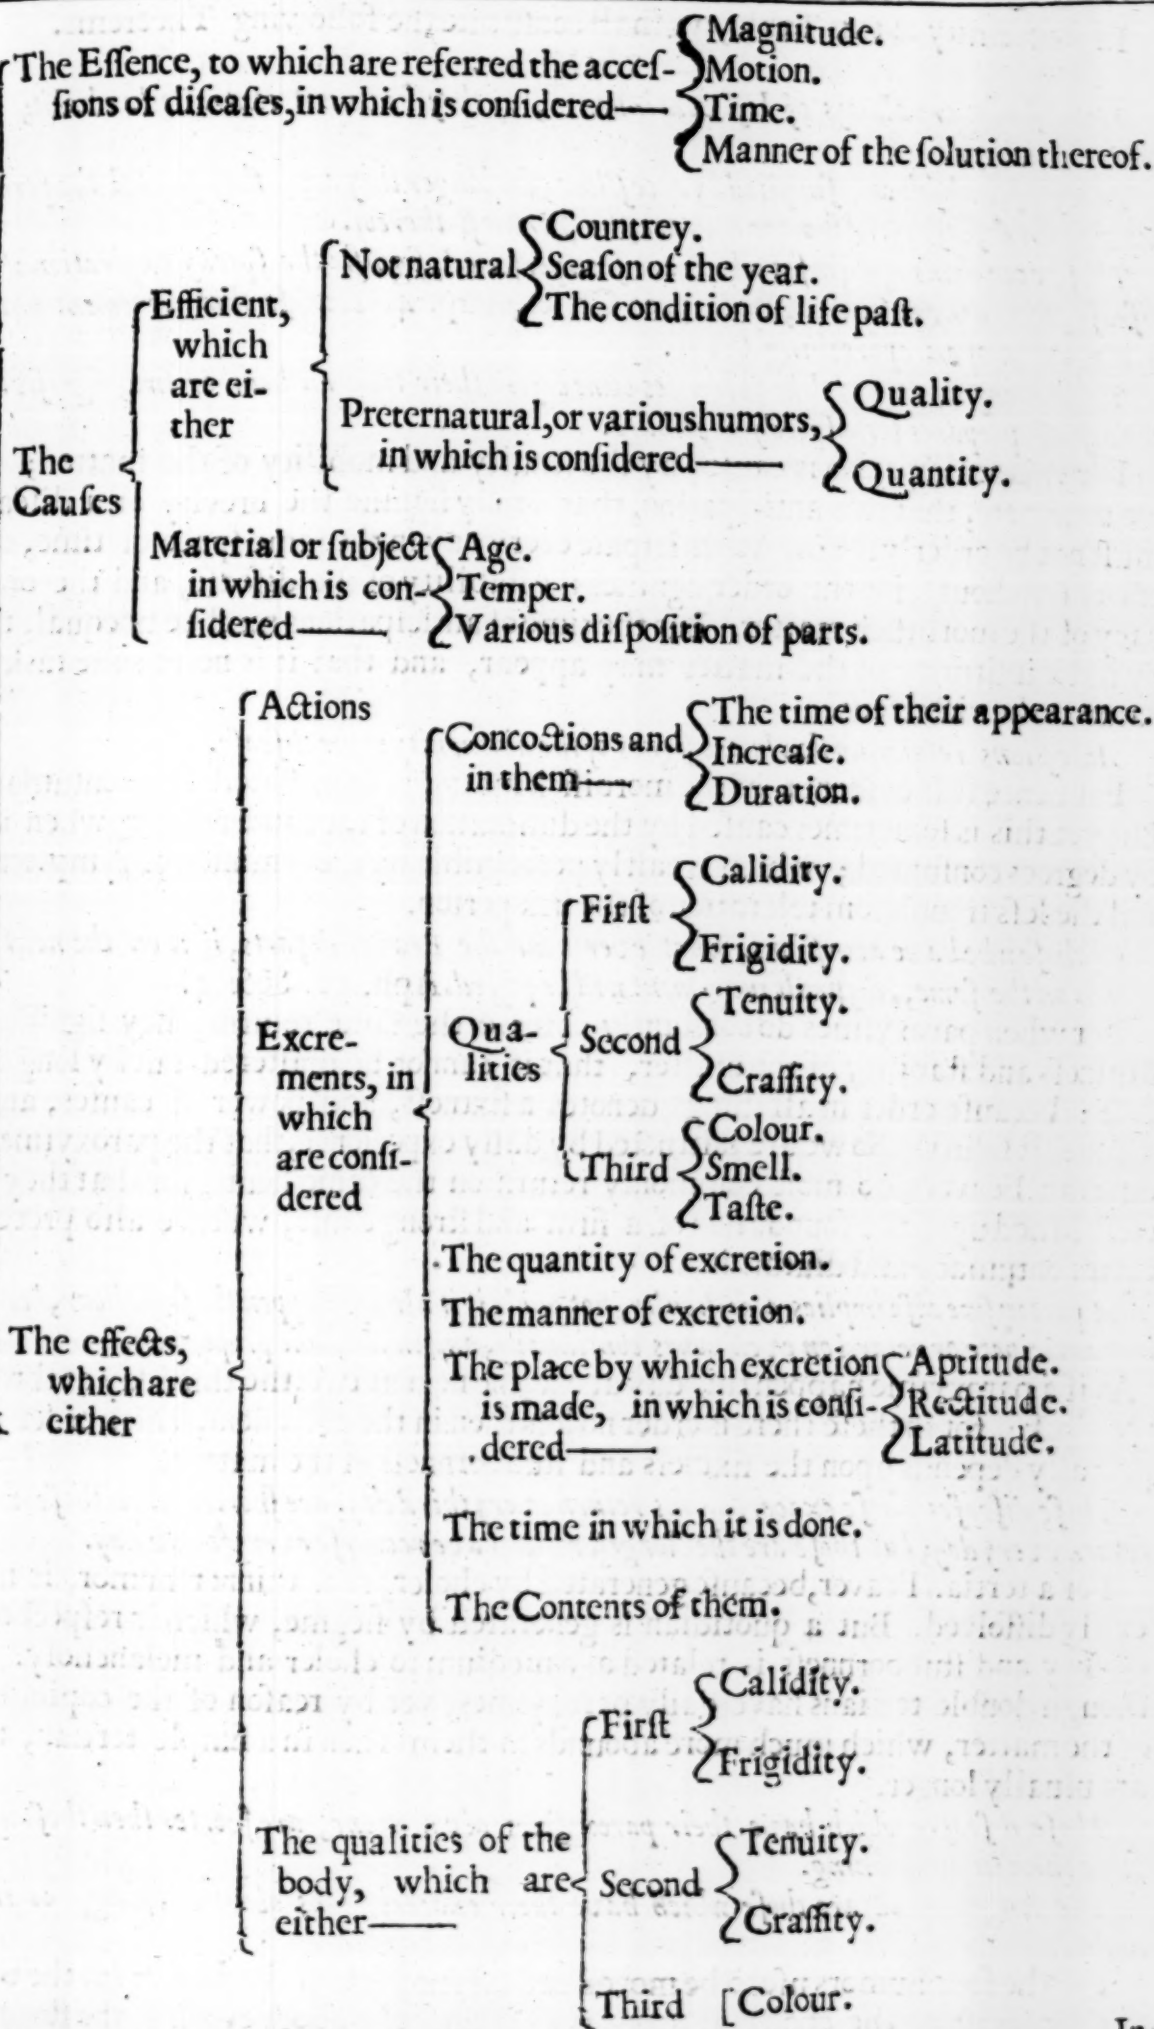 The Eſſence, to which are referred the acceſ-
ſions of diſeaſes, in which is conſidered——
Magnitude.
Motion.
Time.
Manner of the ſolution thereof.
The
Cauſes
Efficient,
which
are ei-
ther
Not natural
Countrey.
Seaſon of the year.
The condition of life paſt.
Preternatural, or various humors,
in which is conſidered——
Quality.
Quantity.
Material or ſubject
in which is con-
ſidered——
Age.
Temper.
Various diſpoſition of parts.
The effects,
which are
either
Actions
Excre-
ments, in
which
are conſi-
dered
Concoctions and
in them——
The time of their appearance.
Increaſe.
Duration.
Qua-
lities
First
Calidity.
Frigidity.
Second
Tenuity.
Craſſity.
Third
Colour.
Smell.
Taſte.
The quantity of excretion.
The manner of excretion.
The place by which excretion
is made, in which is conſi-
dered——
Aptitude.
Rectitude.
Latitude.
The time in which it is done.
The Contents of them.
The qualities of the
body, which are
either——
Firſt
Calidity.
Frigidity.
Second
Tenuity.
Graſſity.
Third [Colour.